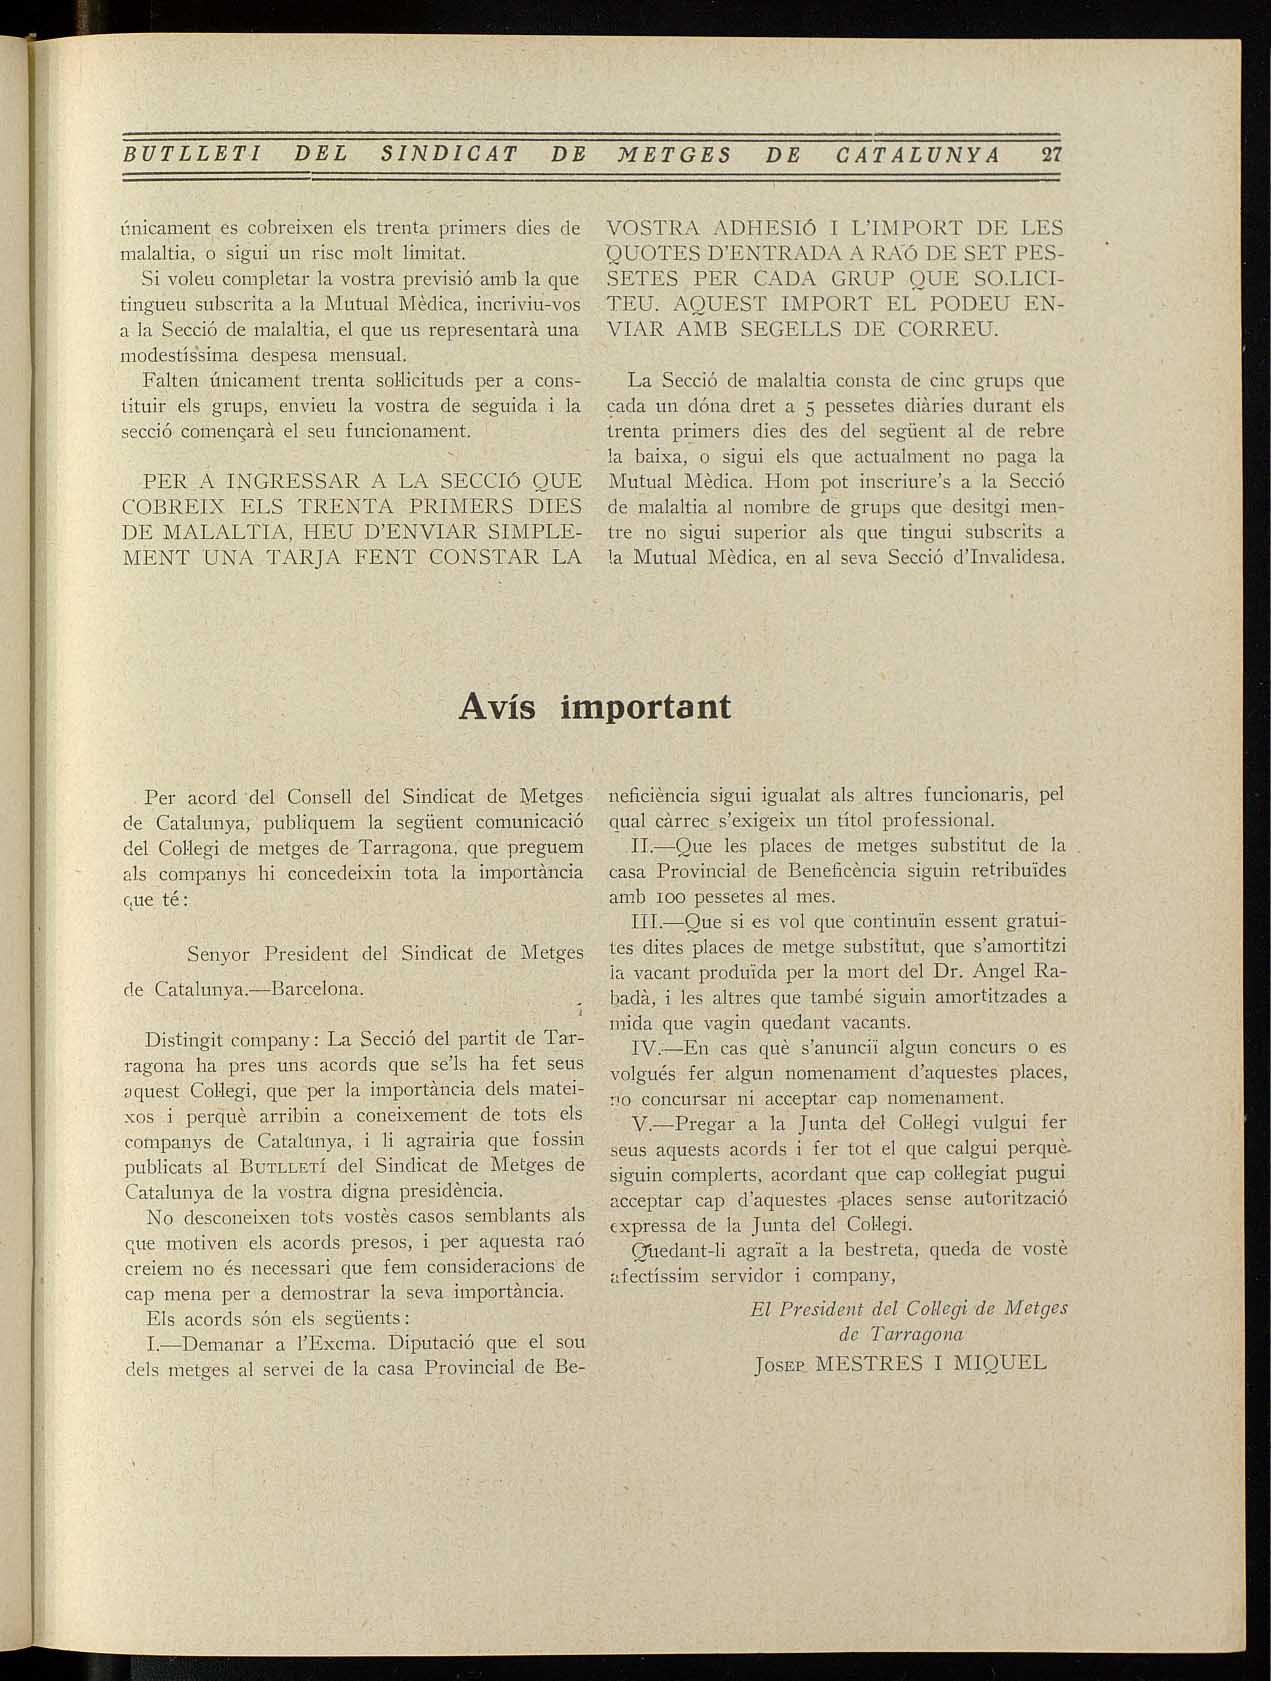 BUTLLETI DEL SINDICAT DE METGES DE CATALUNYA 27
únicament es cobreixen els trenta primers dies de
malaltia, o sigui un risc molt limitat.
Si voleu completar la vostra previsió amb la que
tingueu subscrita a la Mutual Mèdica, incriviu-vos
a la Secció de malaltia, el que us representarà una
modestíssima despesa mensual.
Falten únicament trenta sol·licituds per a cons-
tituir els grups, envieu la vostra de seguida i la
secció començarà el seu funcionament.
PER A INGRESSAR A LA SECCIÓ QUE
COBREIX ELS TRENTA PRIMERS DIES
DE MALALTIA, HEU D'ENVIAR SIMPLE-
MENT UNA TARJA FENT CONSTAR LA
VOSTRA ADHESIÓ I L'IMPORT DE LES
QUOTES D'ENTRADA A RAÓ DE SET PES-
SETES PER CADA GRUP QUE SO.LICI-
TEU. AQUEST IMPORT EL PODEU EN-
VIAR AMB SEGELLS DE CORREU.
La Secció de malaltia consta de cinc grups que
cada un dóna dret a 5 pessetes diàries durant els
trenta primers dies des del següent al de rebre
la baixa, o sigui els que actualment no paga la
Mutual Mèdica. Hom pot inscriure's a la Secció
de malaltia al nombre de grups que desitgi men-
tre no sigui superior als que tingui subscrits a
la Mutual Mèdica, en al seva Secció d'Invalidesa.
Avís important
Per acord del Consell del Sindicat de Metges
de Catalunya, publiquem la següent comunicació
del Col·legi de metges de Tarragona, que preguem
als companys hi concedeixin tota la importància
que té:
Senyor President del Sindicat de Metges
de Catalunya.—Barcelona.
Distingit company: La Secció del partit de Tar-
ragona ha pres uns acords que se'ls ha fet seus
aquest Col·legi, que per la importància dels matei-
xos i perquè arribin a coneixement de tots els
companys de Catalunya, i li agrairia que fossin
publicats al BUTLLETÍ del Sindicat de Metges de
Catalunya de la vostra digna presidència.
No desconeixen tots vostès casos semblants als
que motiven els acords presos, i per aquesta raó
creiem no és necessari que fem consideracions de
cap mena per a demostrar la seva importància.
Els acords són els següents:
I.—Demanar a l'Excma. Diputació que el sou
dels metges al servei de la casa Provincial de Be-
neficiència sigui igualat als altres funcionaris, pel
qual càrrec s'exigeix un títol professional.
II.—Que les places de metges substitut de la
casa Provincial de Beneficència siguin retribuïdes
amb 100 pessetes al mes.
III.—Que si es vol que continuïn essent gratui-
tes dites places de metge substitut, que s'amortitzi
la vacant produïda per la mort del Dr. Angel Ra-
badà, i les altres que també siguin amortitzades a
mida que vagin quedant vacants.
IV.—En cas què s'anunciï algun concurs o es
volgués fer algun nomenament d'aquestes places,
no concursar ni acceptar cap nomenament.
V.—Pregar a la Junta del Col·legi vulgui fer
seus aquests acords i fer tot el que calgui perquè
siguin complerts, acordant que cap col·legiat pugui
acceptar cap d'aquestes places sense autorització
expressa de la Junta del Col·legi.
Quedant-li agraït a la bestreta, queda de vostè
afectíssim servidor i company,
El President del Col·legi de Metges
de Tarragona
JOSEP MESTRES I MIQUEL